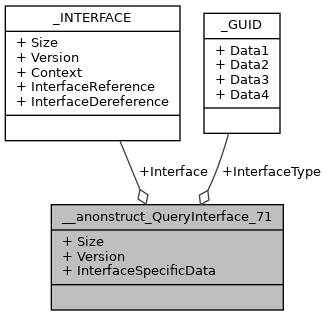 _INTERFACE
+ Size
+ Version
+ Context
+ InterfaceReference
+ InterfaceDereference
_GUID
+ Data1
+ Data2
+ Data3
+ Data4
+Interface
+InterfaceType
__anonstruct_QueryInterface_71
+ Size
+ Version
+ InterfaceSpecificData